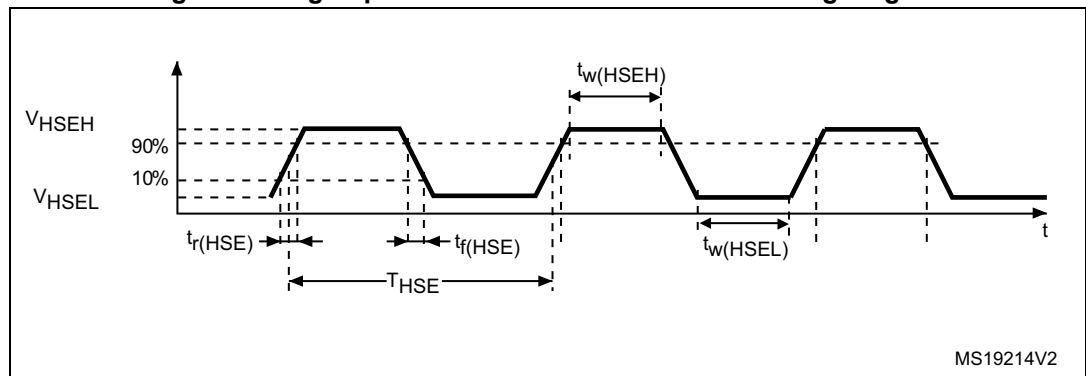 tw(HSEH)
VHSEH
90%
10%
VHSEL
tr(HSE)
tf(HSE)
tw(HSEL)
t
THSE
MS19214V2